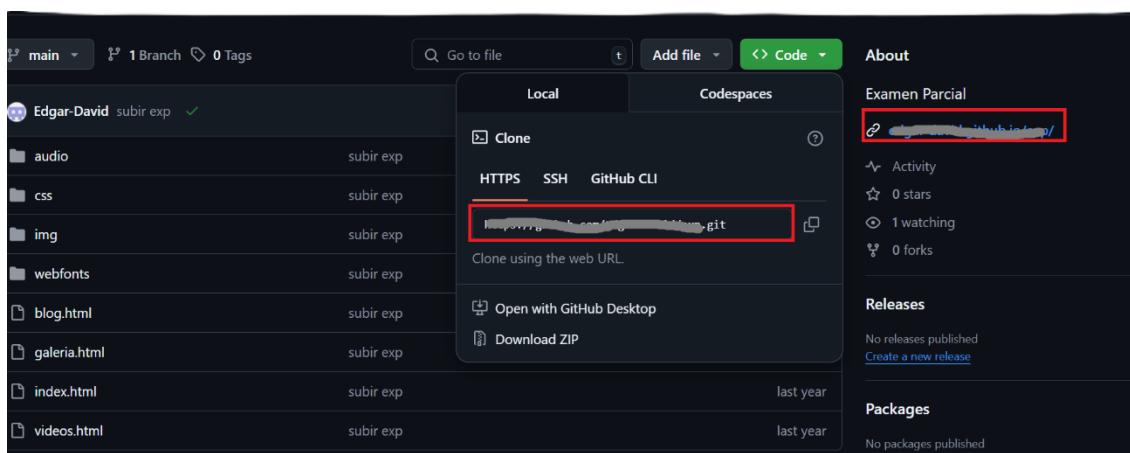 main 1 Branch 0 Tags Go to file t Add file <> Code
Edgar-David subir exp
audio subir exp
css subir exp
img subir exp
webfonts subir exp
blog.html subir exp
galeria.html subir exp
index.html subir exp last year
videos.html subir exp last year
Local Codespaces
Clone
HTTPS SSH GitHub CLI
.git
Clone using the web URL.
Open with GitHub Desktop
Download ZIP
About
Examen Parcial
Activity
0 stars
1 watching
0 forks
Releases
No releases published
Create a new release
Packages
No packages published